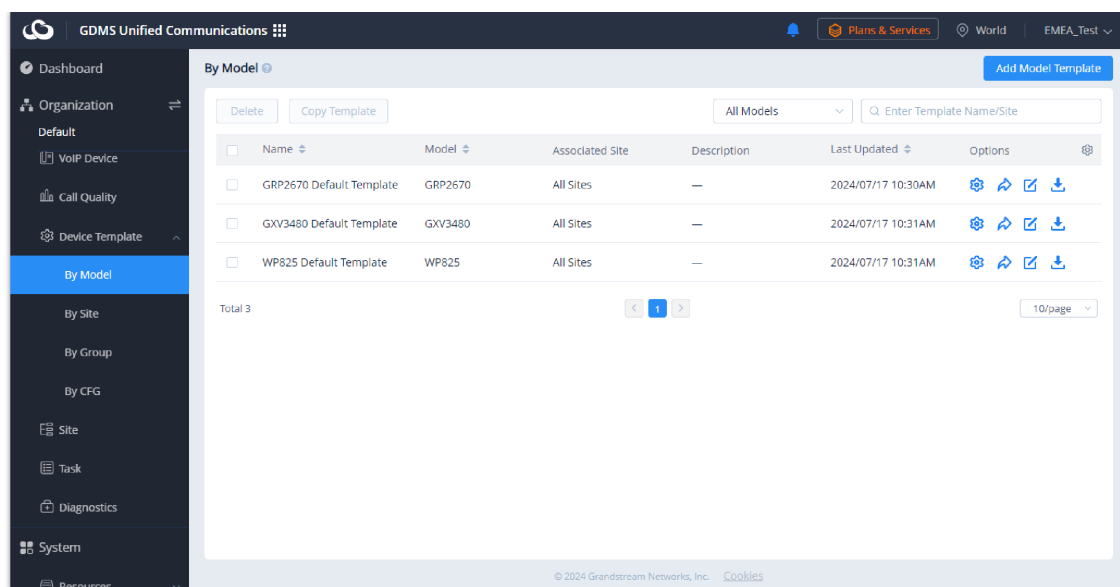 GDMS Unified Communications
Plans & Services
World
EMEA_Test
Dashboard
Organization
Default
VoIP Device
Call Quality
Device Template
By Model
By Site
By Group
By CFG
Site
Task
Diagnostics
System
Resources
By Model
Add Model Template
Delete
Copy Template
All Models
Enter Template Name/Site
Name Model Associated Site Description Last Updated Options
GRP2670 Default Template GRP2670 All Sites — 2024/07/17 10:30AM
GXV3480 Default Template GXV3480 All Sites — 2024/07/17 10:31AM
WP825 Default Template WP825 All Sites — 2024/07/17 10:31AM
Total 3
< 1 >
10/page
© 2024 Grandstream Networks, Inc. Cookies